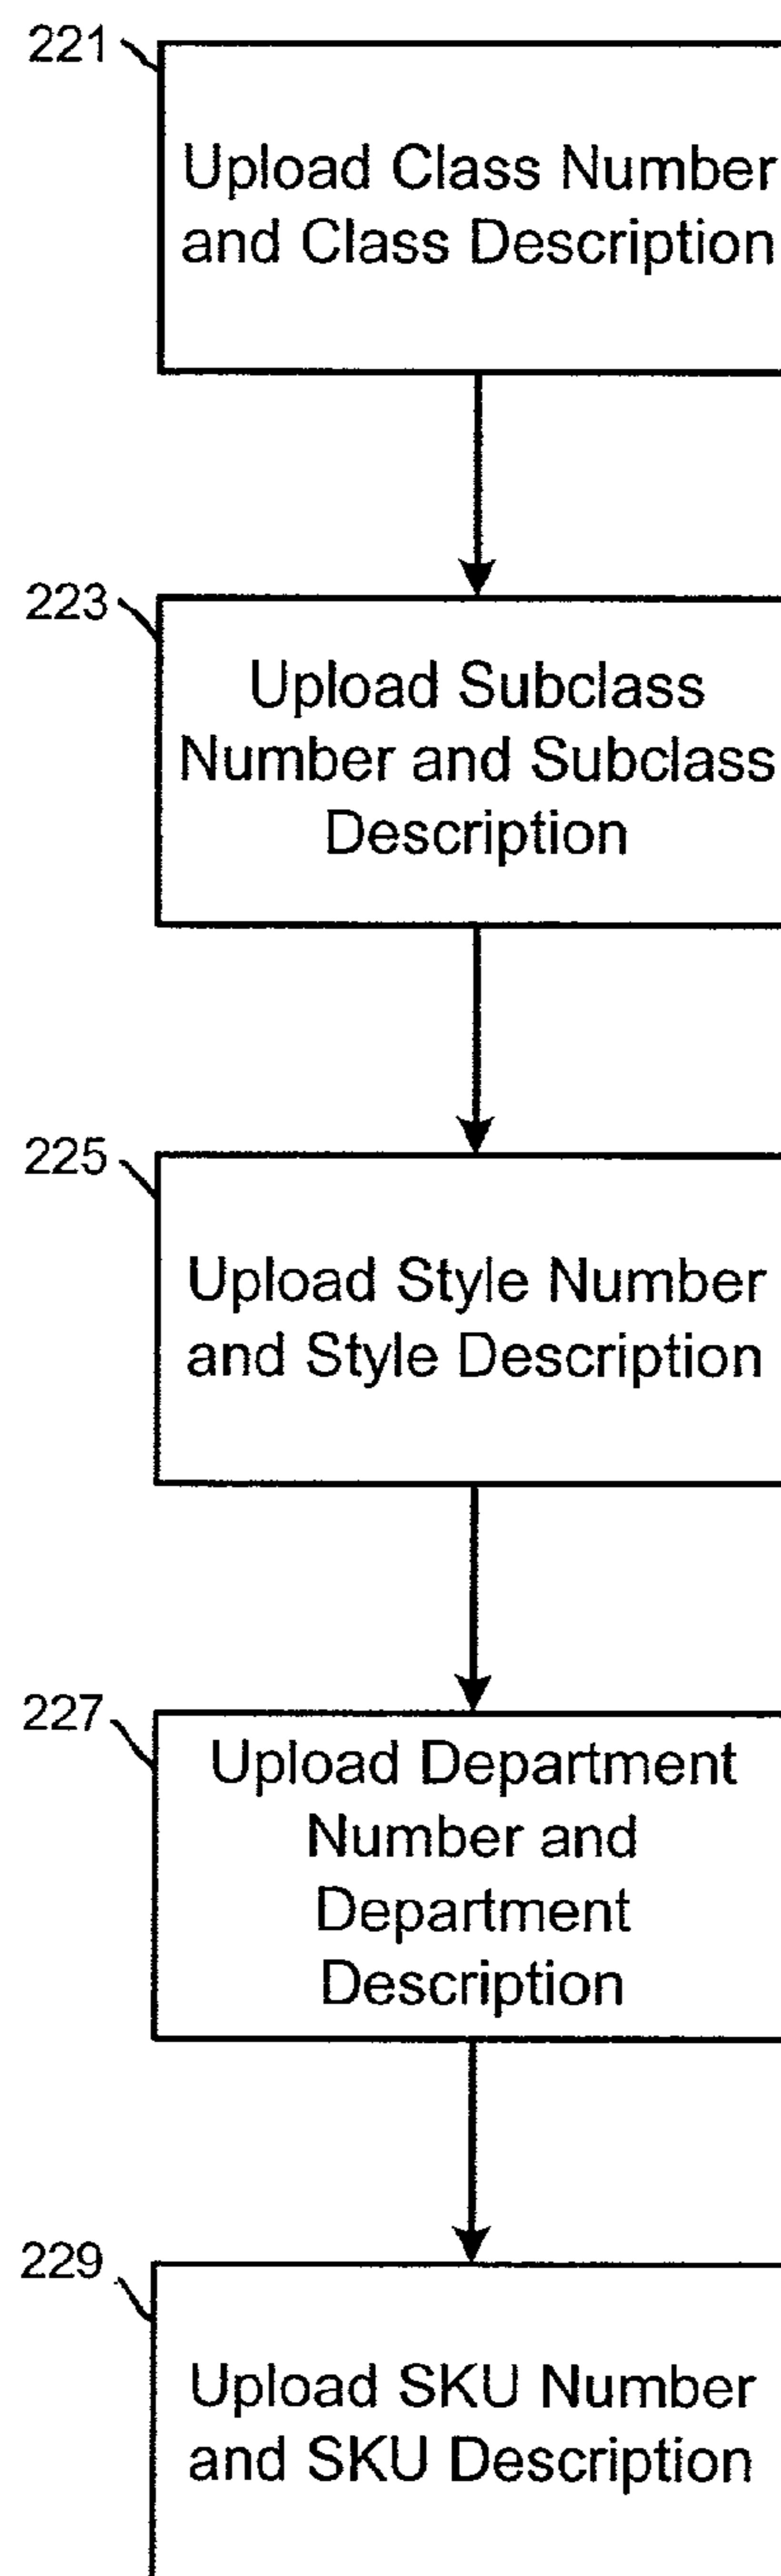 221
Upload Class Number
and Class Description
223
Upload Subclass
Number and Subclass
Description
225
Upload Style Number
and Style Description
227
Upload Department
Number and
Department
Description
229
Upload SKU Number
and SKU Description